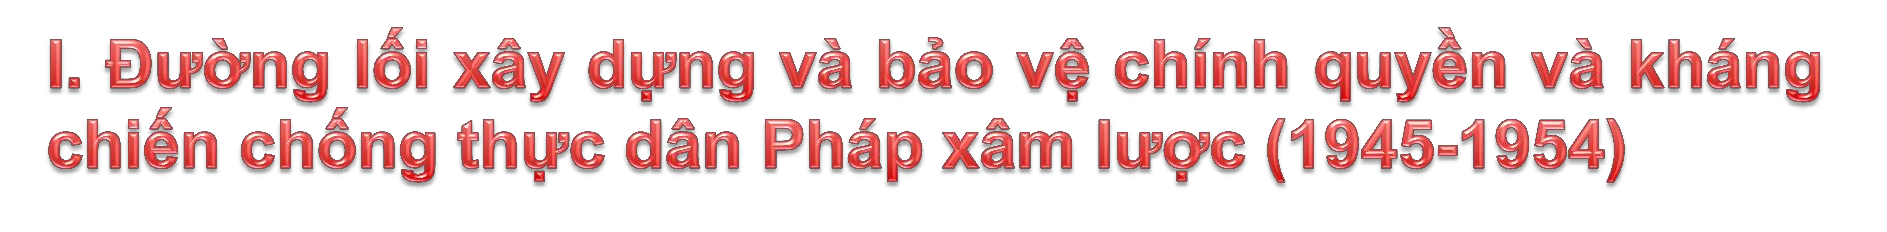 I. Đường lối xây dựng và bảo vệ chính quyền và kháng
chiến chống thực dân Pháp xâm lược (1945-1954)